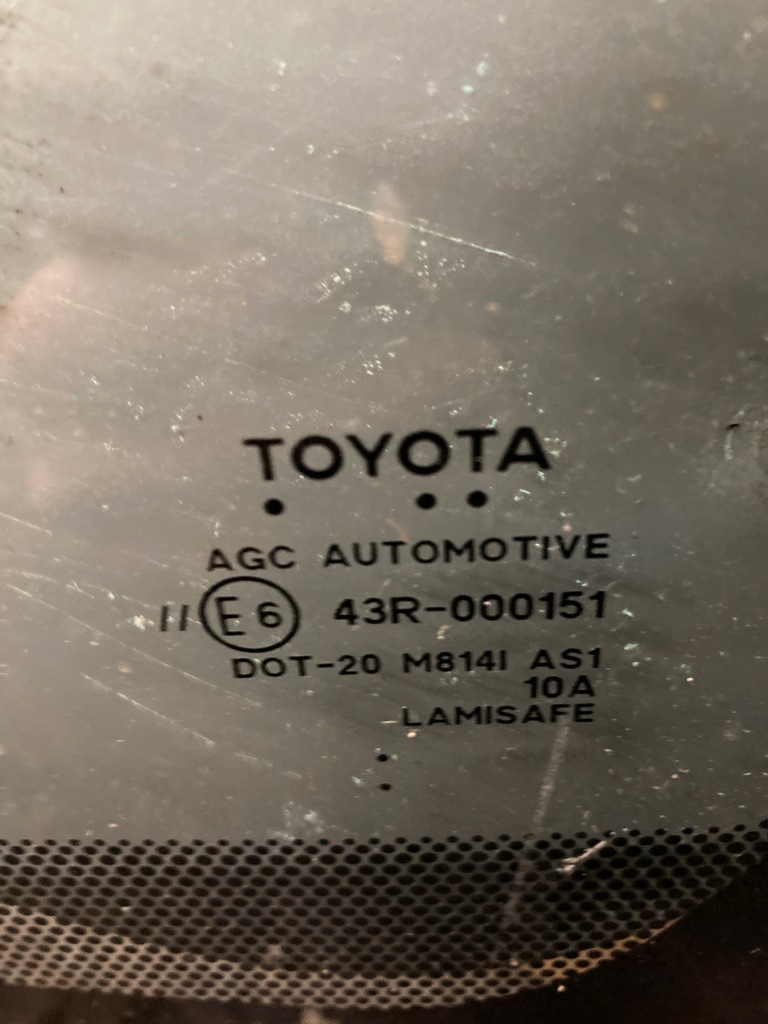 TOYOTA
AGC AUTOMOTIVE
II E6 43R-000151
DOT-20 M814I AS1
10A
LAMISAFE